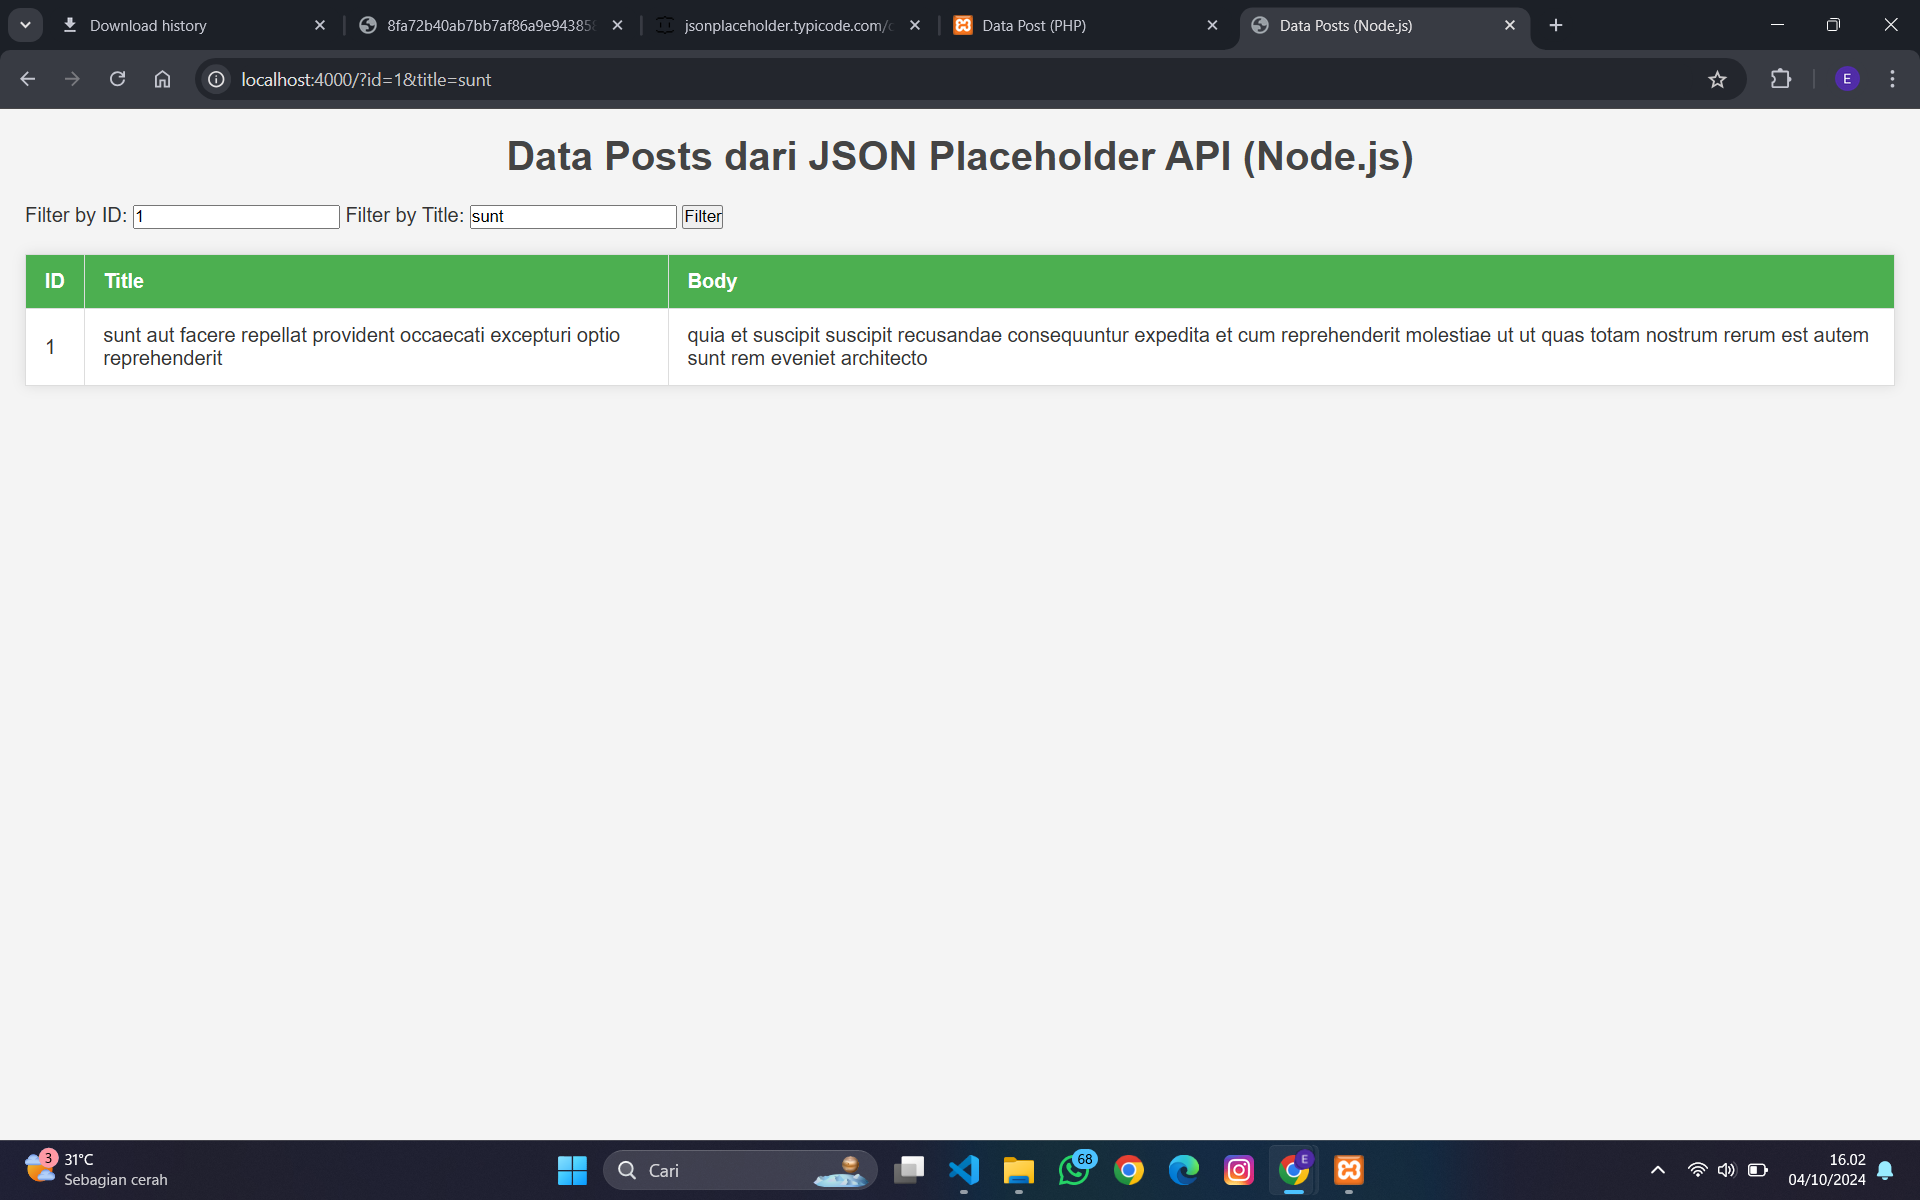 Download history
8fa72b40ab7bb7af86a9e94385
jsonplaceholder.typicode.com/
Data Post (PHP)
Data Posts (Node.js)
localhost:4000/?id=1&title=sunt
E
Data Posts dari JSON Placeholder API (Node.js)
Filter by ID: 1 Filter by Title: sunt Filter
ID Title Body
1 sunt aut facere repellat provident occaecati excepturi optio
reprehenderit
quia et suscipit suscipit recusandae consequuntur expedita et cum reprehenderit molestiae ut ut quas totam nostrum rerum est autem
sunt rem eveniet architecto
3
31°C
Sebagian cerah
Cari
68
E
16.02
04/10/2024